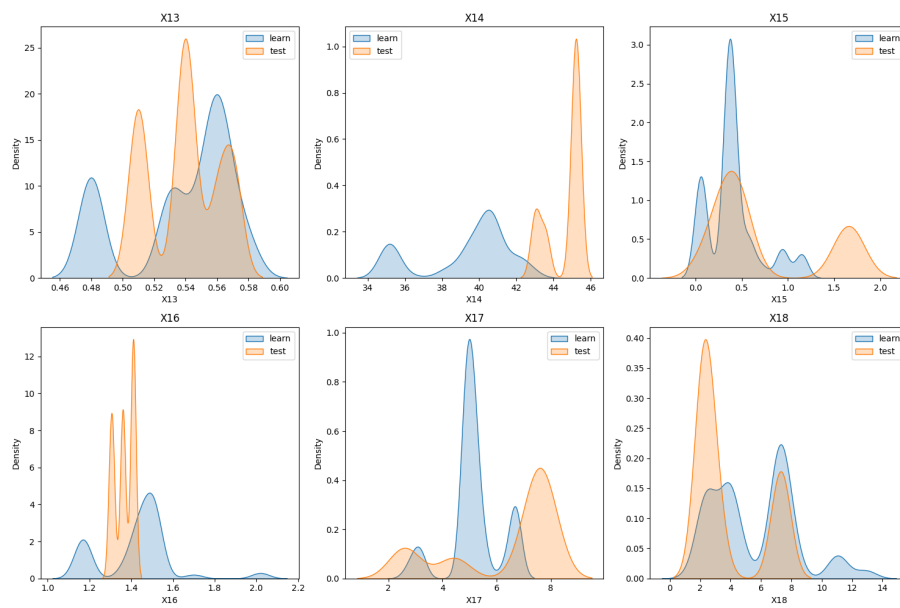 X13
learn
test
Density
25
20
15
10
5
0
0.46 0.48 0.50 0.52 0.54 0.56 0.58 0.60
X13
X14
learn
test
Density
1.0
0.8
0.6
0.4
0.2
0.0
34 36 38 40 42 44 46
X14
X15
learn
test
Density
3.0
2.5
2.0
1.5
1.0
0.5
0.0
0.0 0.5 1.0 1.5 2.0
X15
X16
learn
test
Density
12
10
8
6
4
2
0
1.0 1.2 1.4 1.6 1.8 2.0 2.2
X16
X17
learn
test
Density
1.0
0.8
0.6
0.4
0.2
0.0
2 4 6 8
X17
X18
learn
test
Density
0.40
0.35
0.30
0.25
0.20
0.15
0.10
0.05
0.00
0 2 4 6 8 10 12 14
X18